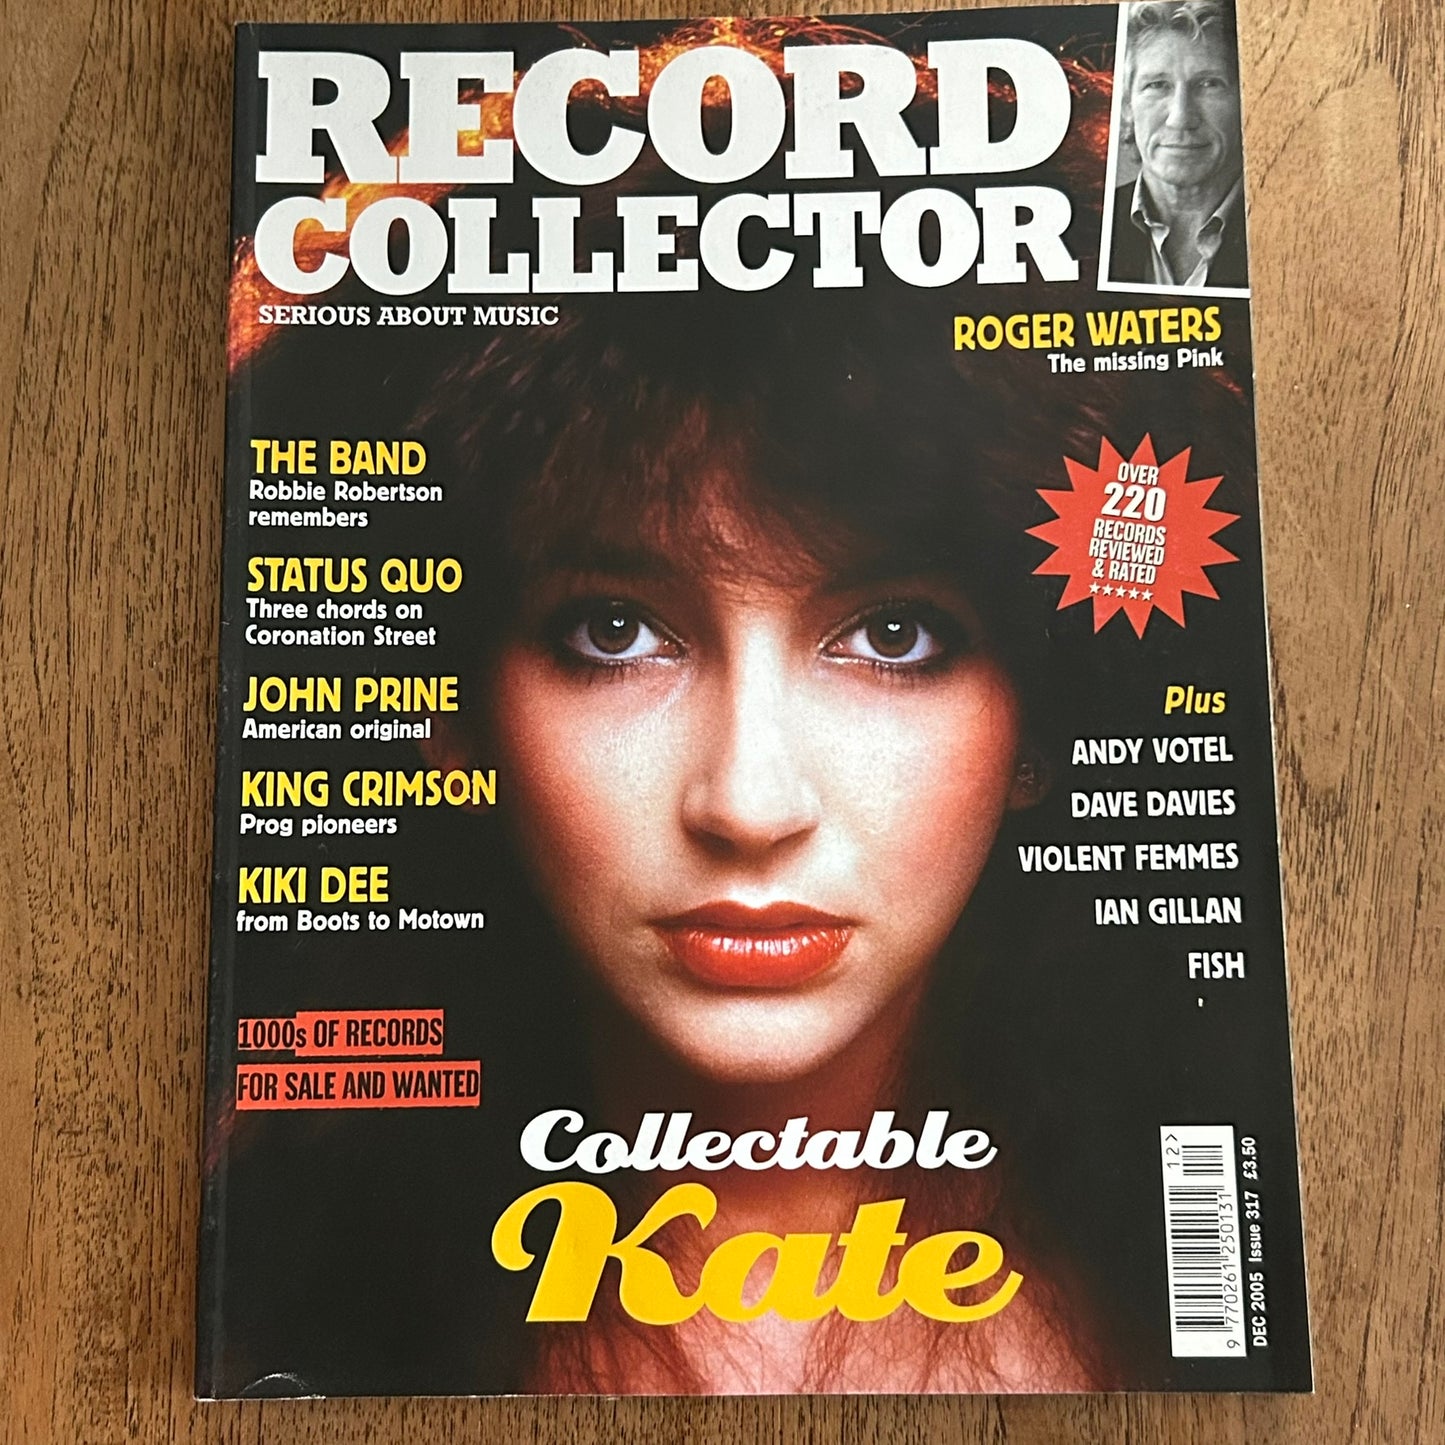 RECORD
COLLECTOR
SERIOUS ABOUT MUSIC
ROGER WATERS
The missing Pink
THE BAND
Robbie Robertson
remembers
STATUS QUO
Three chords on
Coronation Street
JOHN PRINE
American original
KING CRIMSON
Prog pioneers
KIKI DEE
from Boots to Motown
1000s OF RECORDS
FOR SALE AND WANTED
OVER
220
RECORDS
REVIEWED
& RATED
★★★★★
Plus
ANDY VOTEL
DAVE DAVIES
VIOLENT FEMMES
IAN GILLAN
FISH
Collectable
Kate
12>
9 770261 250131
DEC 2005 Issue 317 £3.50